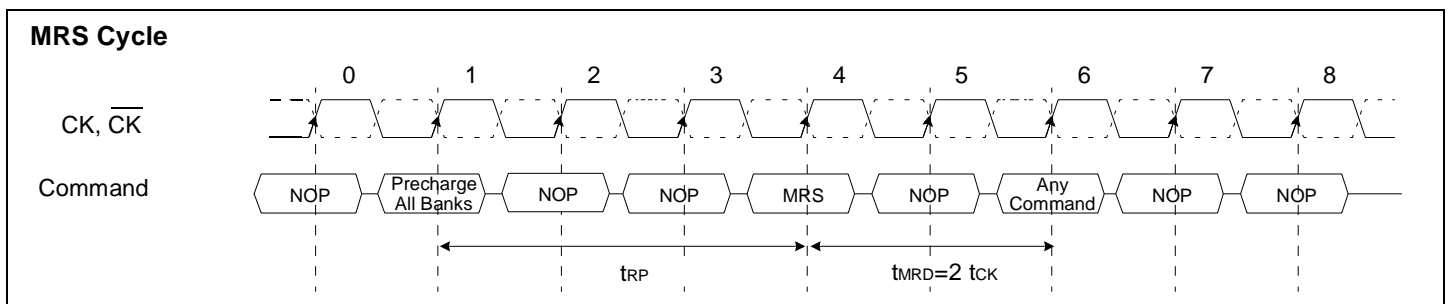 MRS Cycle
0 1 2 3 4 5 6 7 8
CK, C̅K̅
Command
NOP Precharge All Banks NOP NOP MRS NOP Any Command NOP NOP
tRP tMRD=2 tCK